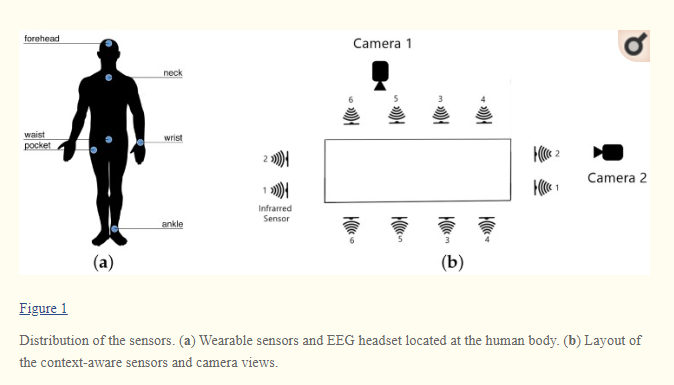 forehead
neck
waist
pocket
wrist
ankle
(a)
Camera 1
6 5 3 4
2
1
Infrared
Sensor
2
1
Camera 2
6 5 3 4
(b)
Figure 1
Distribution of the sensors. (a) Wearable sensors and EEG headset located at the human body. (b) Layout of
the context-aware sensors and camera views.